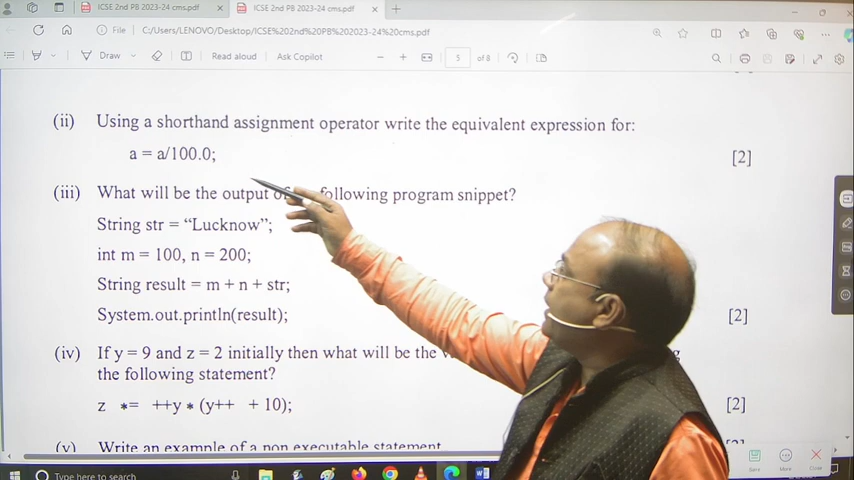 ICSE 2nd PB 2023-24 cms.pdf
ICSE 2nd PB 2023-24 cms.pdf
File
C:/Users/LENOVO/Desktop/ICSE%202nd%20PB%202023-24%20cms.pdf
Draw
Read aloud
Ask Copilot
5
of 8
(ii) Using a shorthand assignment operator write the equivalent expression for:
a = a/100.0; [2]
(iii) What will be the output of following program snippet?
String str = “Lucknow”;
int m = 100, n = 200;
String result = m + n + str;
System.out.println(result); [2]
(iv) If y = 9 and z = 2 initially then what will be the
the following statement?
z *= ++y * (y++ + 10); [2]
(v) Write an example of a non executable statement
Type here to search